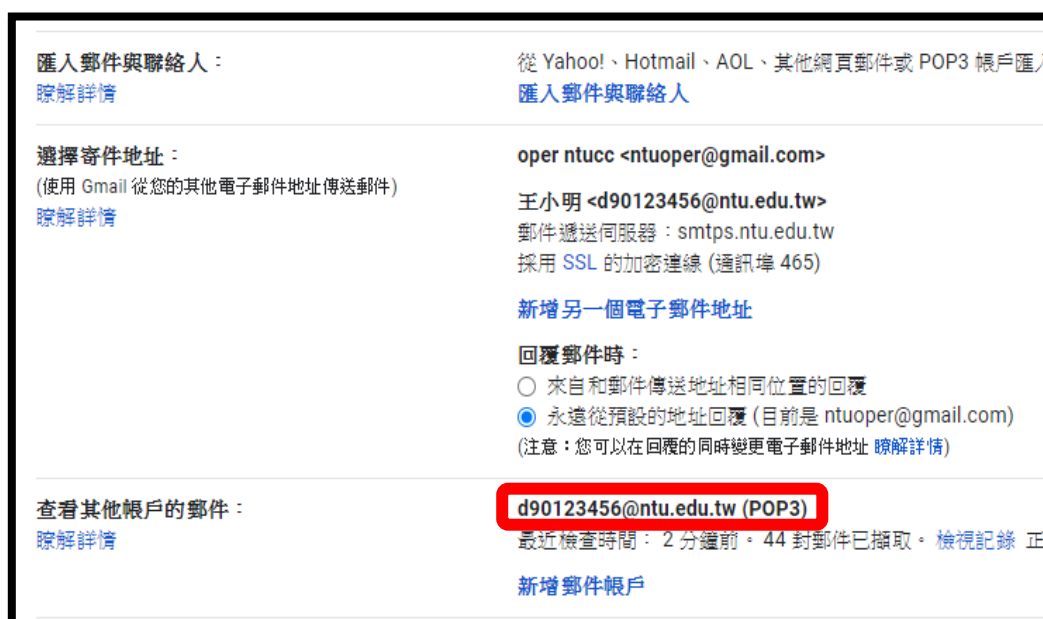 匯入郵件與聯絡人：
從 Yahoo!、Hotmail、AOL、其他網頁郵件或 POP3 帳戶匯入
瞭解詳情
匯入郵件與聯絡人
選擇寄件地址：
oper ntucc <ntuoper@gmail.com>
(使用 Gmail 從您的其他電子郵件地址傳送郵件)
王小明 <d90123456@ntu.edu.tw>
瞭解詳情
郵件遞送伺服器：smtps.ntu.edu.tw
採用 SSL 的加密連線 (通訊埠 465)
新增另一個電子郵件地址
回覆郵件時：
來自和郵件傳送地址相同位置的回覆
永遠從預設的地址回覆 (目前是 ntuoper@gmail.com)
(注意：您可以在回覆的同時變更電子郵件地址 瞭解詳情)
查看其他帳戶的郵件：
d90123456@ntu.edu.tw (POP3)
瞭解詳情
最近檢查時間： 2 分鐘前。 44 封郵件已擷取。 檢視記錄 正
新增郵件帳戶